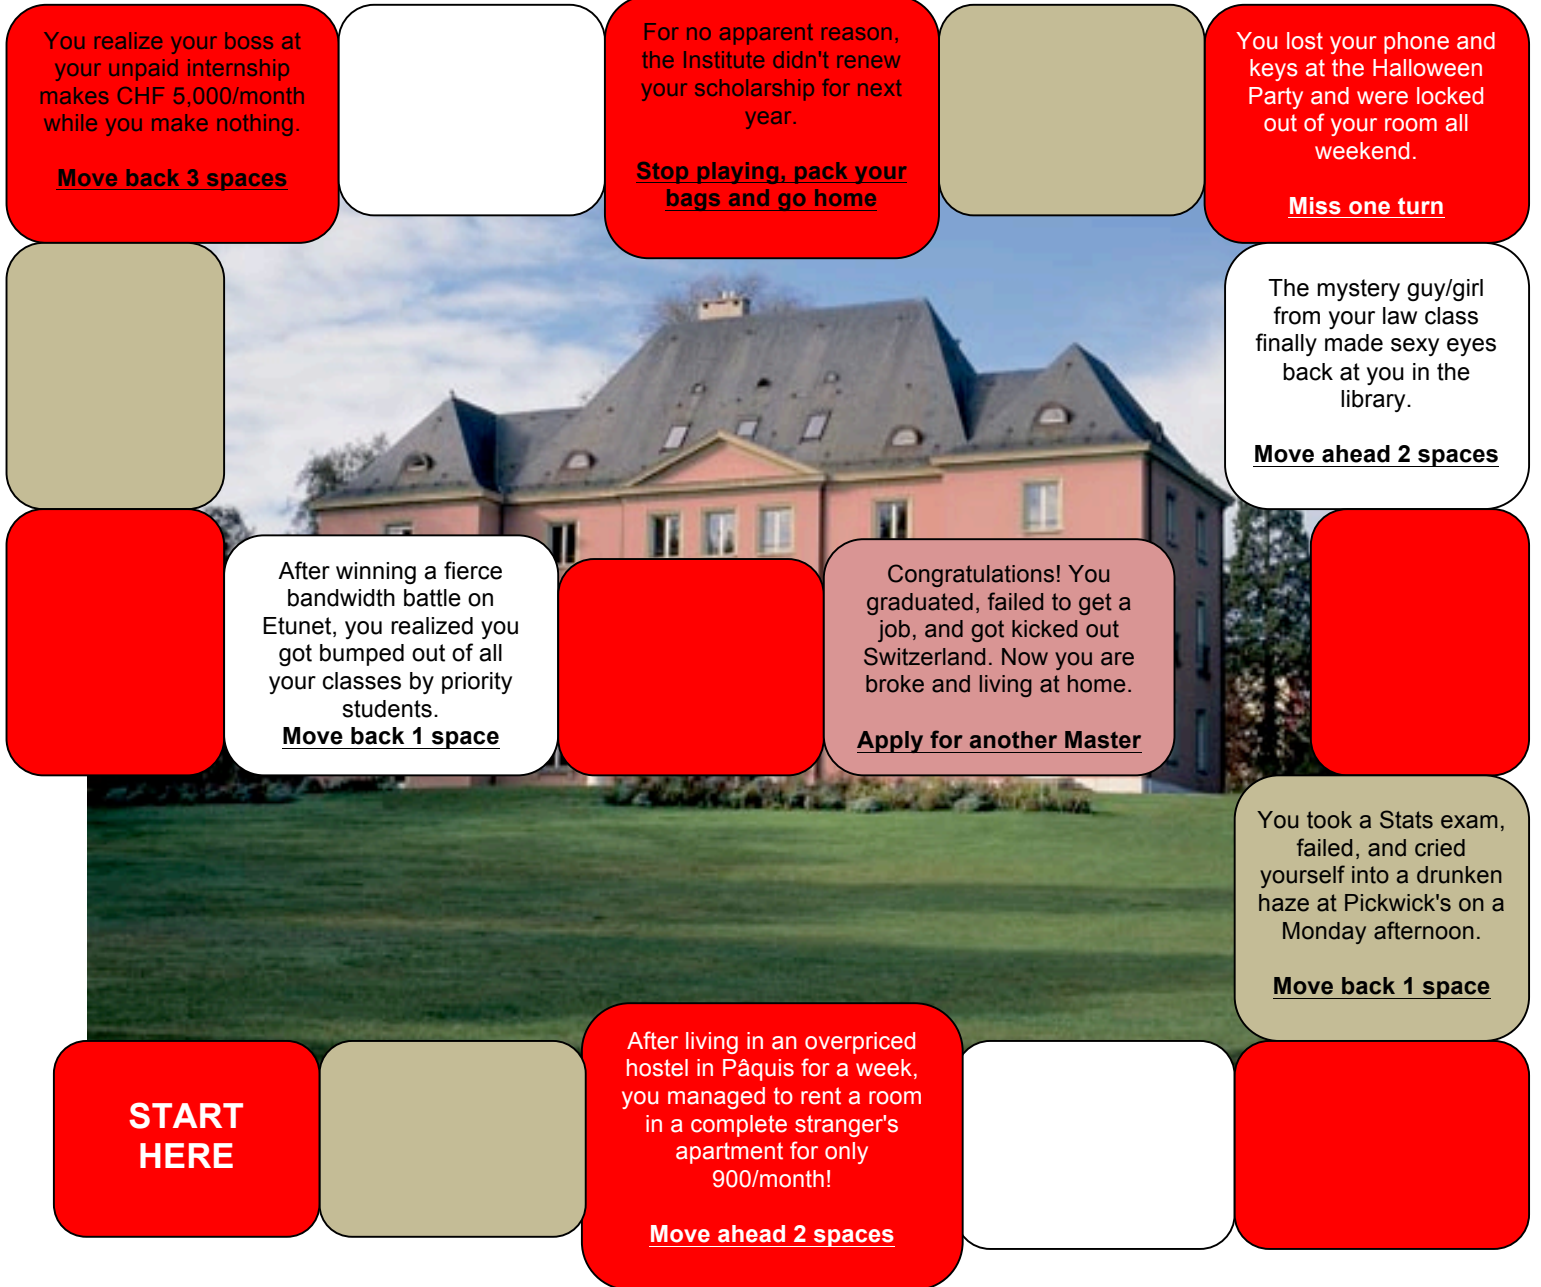 You realize your boss at
your unpaid internship
makes CHF 5,000/month
while you make nothing.
Move back 3 spaces
For no apparent reason,
the Institute didn't renew
your scholarship for next
year.
Stop playing, pack your
bags and go home
You lost your phone and
keys at the Halloween
Party and were locked
out of your room all
weekend.
Miss one turn
The mystery guy/girl
from your law class
finally made sexy eyes
back at you in the
library.
Move ahead 2 spaces
After winning a fierce
bandwidth battle on
Etunet, you realized you
got bumped out of all
your classes by priority
students.
Move back 1 space
Congratulations! You
graduated, failed to get a
job, and got kicked out
Switzerland. Now you are
broke and living at home.
Apply for another Master
You took a Stats exam,
failed, and cried
yourself into a drunken
haze at Pickwick's on a
Monday afternoon.
Move back 1 space
START
HERE
After living in an overpriced
hostel in Pâquis for a week,
you managed to rent a room
in a complete stranger's
apartment for only
900/month!
Move ahead 2 spaces